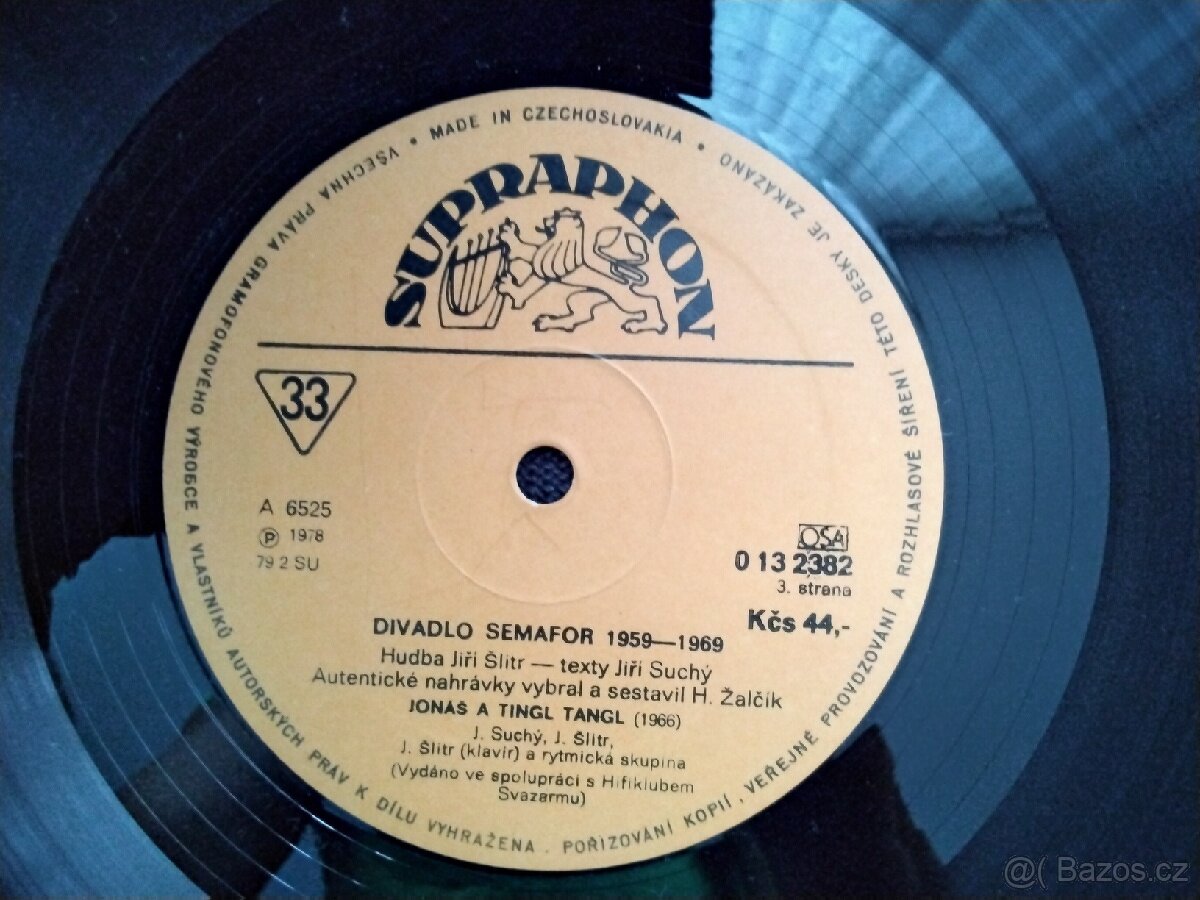 • MADE IN CZECHOSLOVAKIA •
VŠECHNA PRÁVA GRAMOFONOVÉHO VÝROBCE A VLASTNÍKŮ AUTORSKÝCH PRÁV K DÍLU VYHRAŽENA . POŘIZOVÁNÍ KOPIÍ , VEŘEJNÉ PROVOZOVÁNÍ A ROZHLASOVÉ ŠÍŘENÍ TÉTO DESKY JE ZAKÁZÁNO
SUPRAPHON
33
A 6525
Ⓟ 1978
79 2 SU
OSA
0 13 2382
3. strana
Kčs 44,-
DIVADLO SEMAFOR 1959—1969
Hudba Jiří Šlitr — texty Jiří Suchý
Autentické nahrávky vybral a sestavil H. Žalčík
JONÁŠ A TINGL TANGL (1966)
J. Suchý, J. Šlitr,
J. Šlitr (klavír) a rytmická skupina
(Vydáno ve spolupráci s Hifiklubem
Svazarmu)
@( Bazos.cz